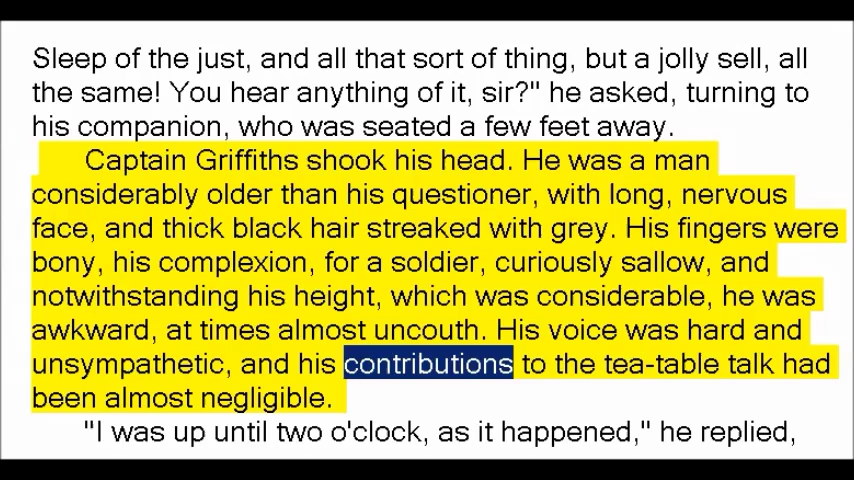 Sleep of the just, and all that sort of thing, but a jolly sell, all
the same! You hear anything of it, sir?" he asked, turning to
his companion, who was seated a few feet away.
Captain Griffiths shook his head. He was a man
considerably older than his questioner, with long, nervous
face, and thick black hair streaked with grey. His fingers were
bony, his complexion, for a soldier, curiously sallow, and
notwithstanding his height, which was considerable, he was
awkward, at times almost uncouth. His voice was hard and
unsympathetic, and his contributions to the tea-table talk had
been almost negligible.
"I was up until two o'clock, as it happened," he replied,